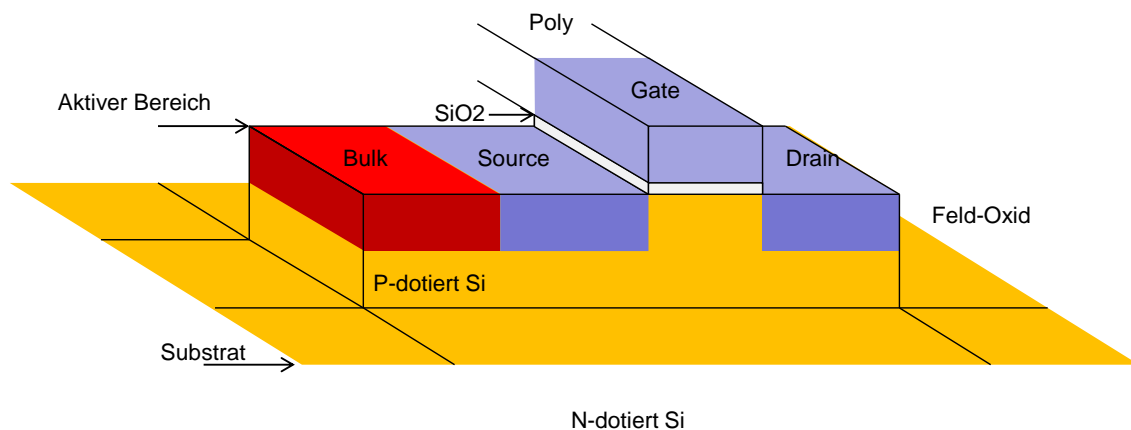 Poly
Gate
Aktiver Bereich
SiO2
Bulk
Source
Drain
Feld-Oxid
P-dotiert Si
Substrat
N-dotiert Si